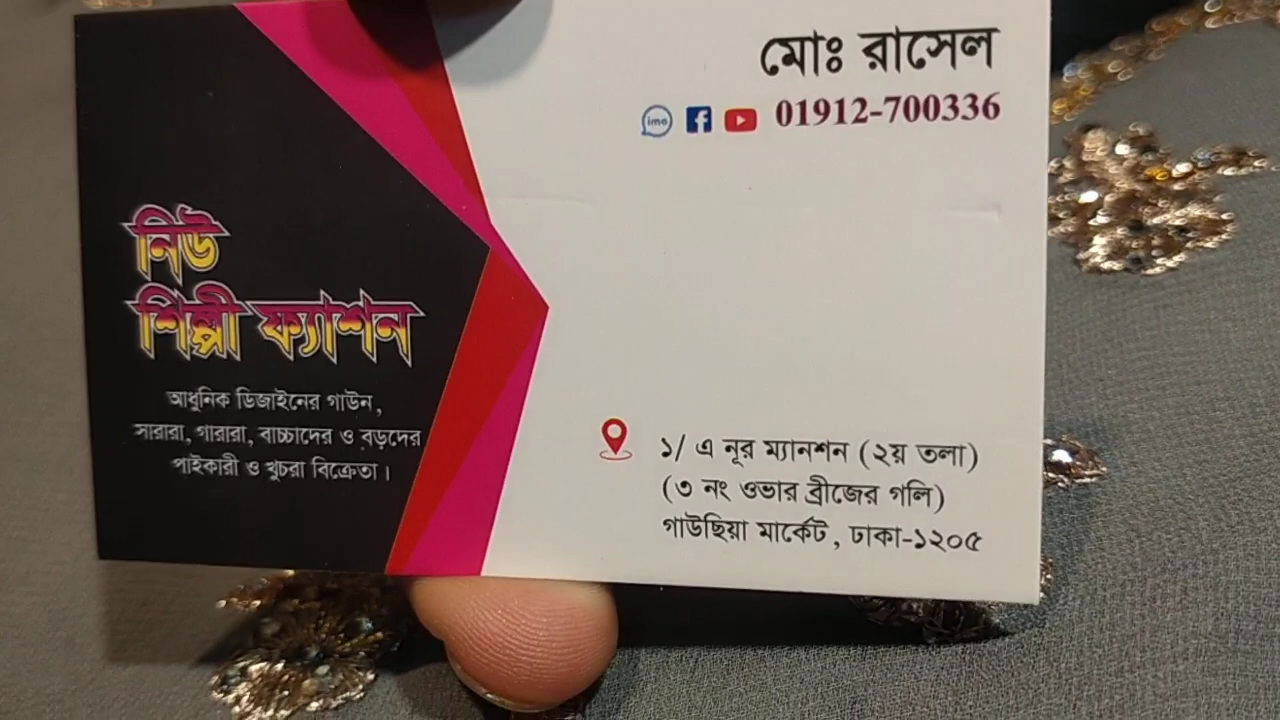 মোঃ রাসেল
imo
01912-700336
নিউ
শিল্পী ফ্যাশন
আধুনিক ডিজাইনের গাউন,
সারারা, গারারা, বাচ্চাদের ও বড়দের
পাইকারী ও খুচরা বিক্রেতা।
১/ এ নূর ম্যানশন (২য় তলা)
(৩ নং ওভার ব্রীজের গলি)
গাউছিয়া মার্কেট, ঢাকা-১২০৫